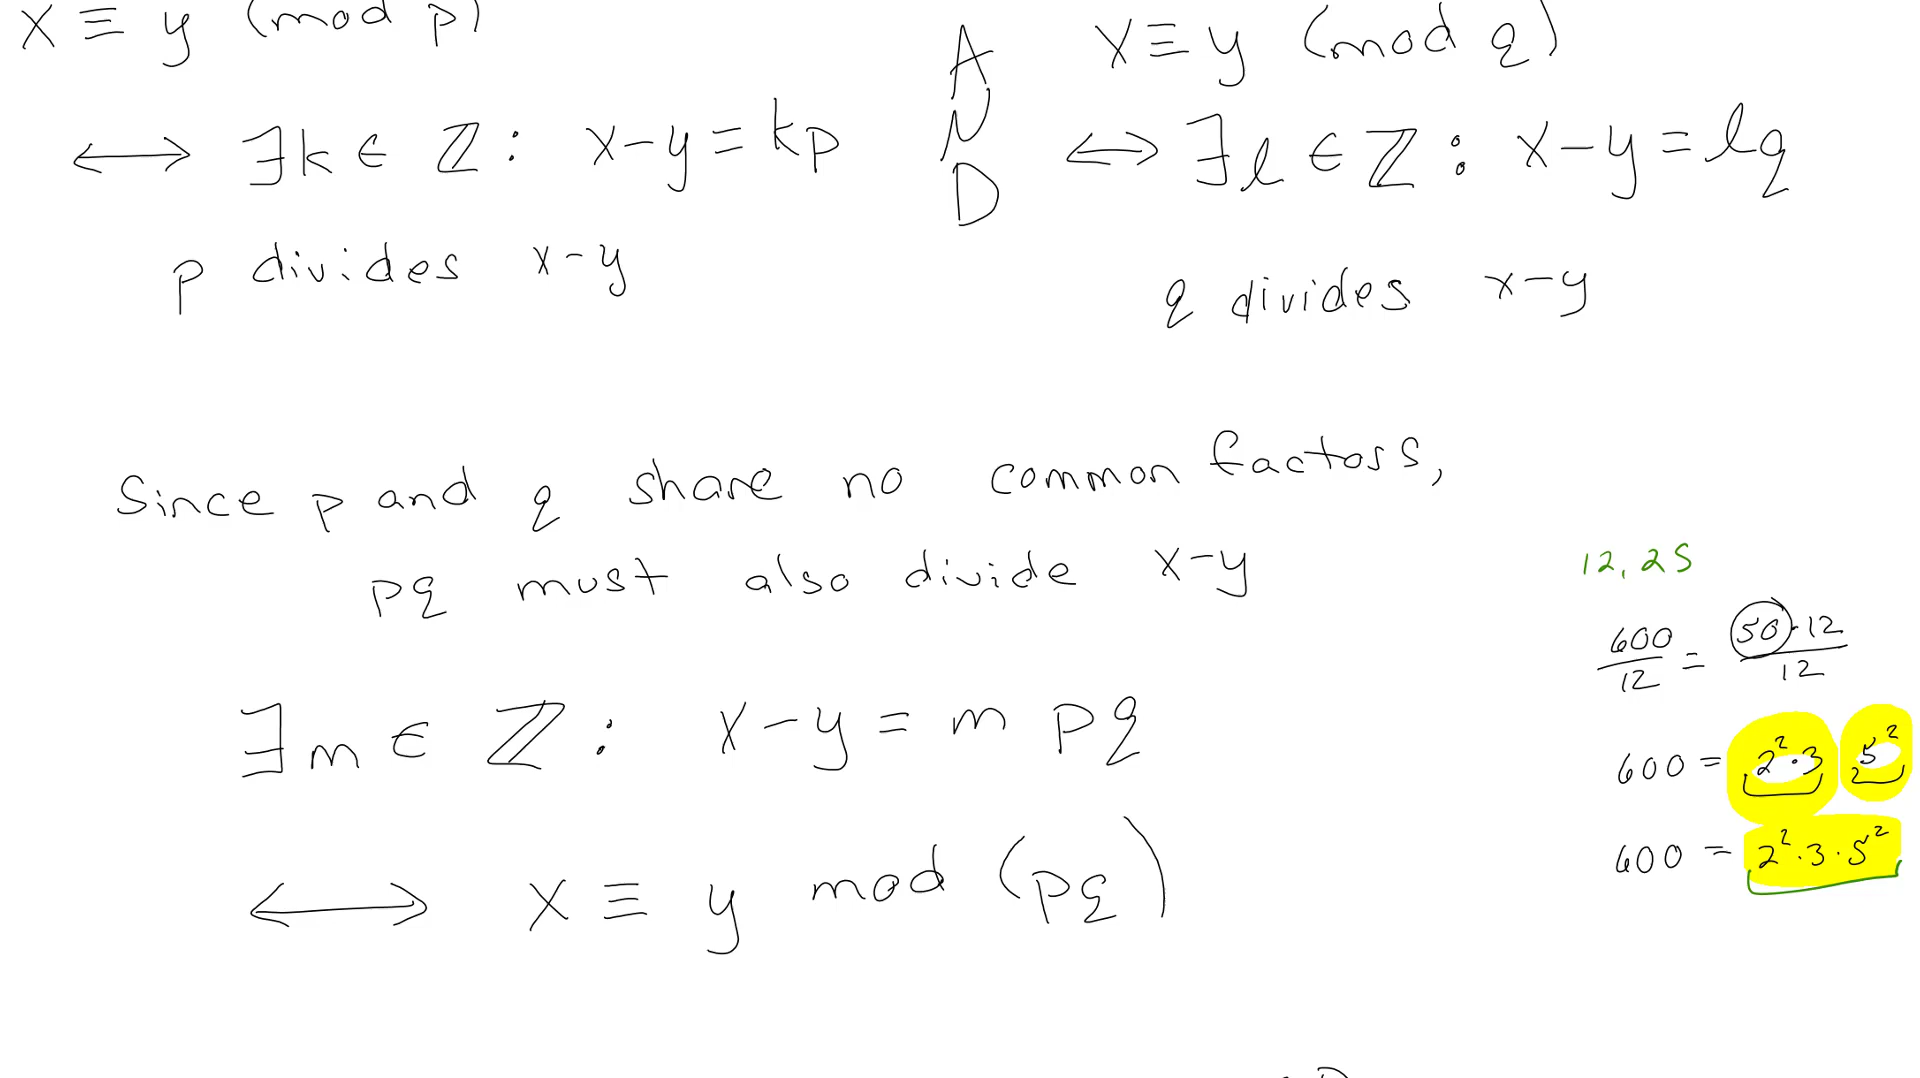 x ≡ y (mod p)
A
N
D
x ≡ y (mod q)
⟷ ∃k ∈ ℤ : x-y = kp
⟷ ∃l ∈ ℤ : x-y = lq
p divides x-y
q divides x-y
Since p and q share no common factors,
pq must also divide x-y
12, 25
600/12 = 50·12/12
∃m ∈ ℤ : x-y = m pq
600 = 2²·3 5²
600 = 2²·3·5²
⟷ x ≡ y mod (pq)